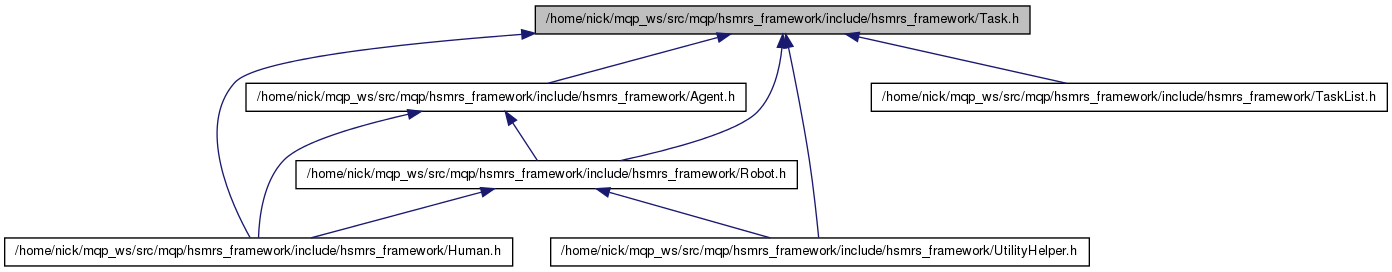 /home/nick/mqp_ws/src/mqp/hsmrs_framework/include/hsmrs_framework/Task.h
/home/nick/mqp_ws/src/mqp/hsmrs_framework/include/hsmrs_framework/Agent.h
/home/nick/mqp_ws/src/mqp/hsmrs_framework/include/hsmrs_framework/TaskList.h
/home/nick/mqp_ws/src/mqp/hsmrs_framework/include/hsmrs_framework/Robot.h
/home/nick/mqp_ws/src/mqp/hsmrs_framework/include/hsmrs_framework/Human.h
/home/nick/mqp_ws/src/mqp/hsmrs_framework/include/hsmrs_framework/UtilityHelper.h